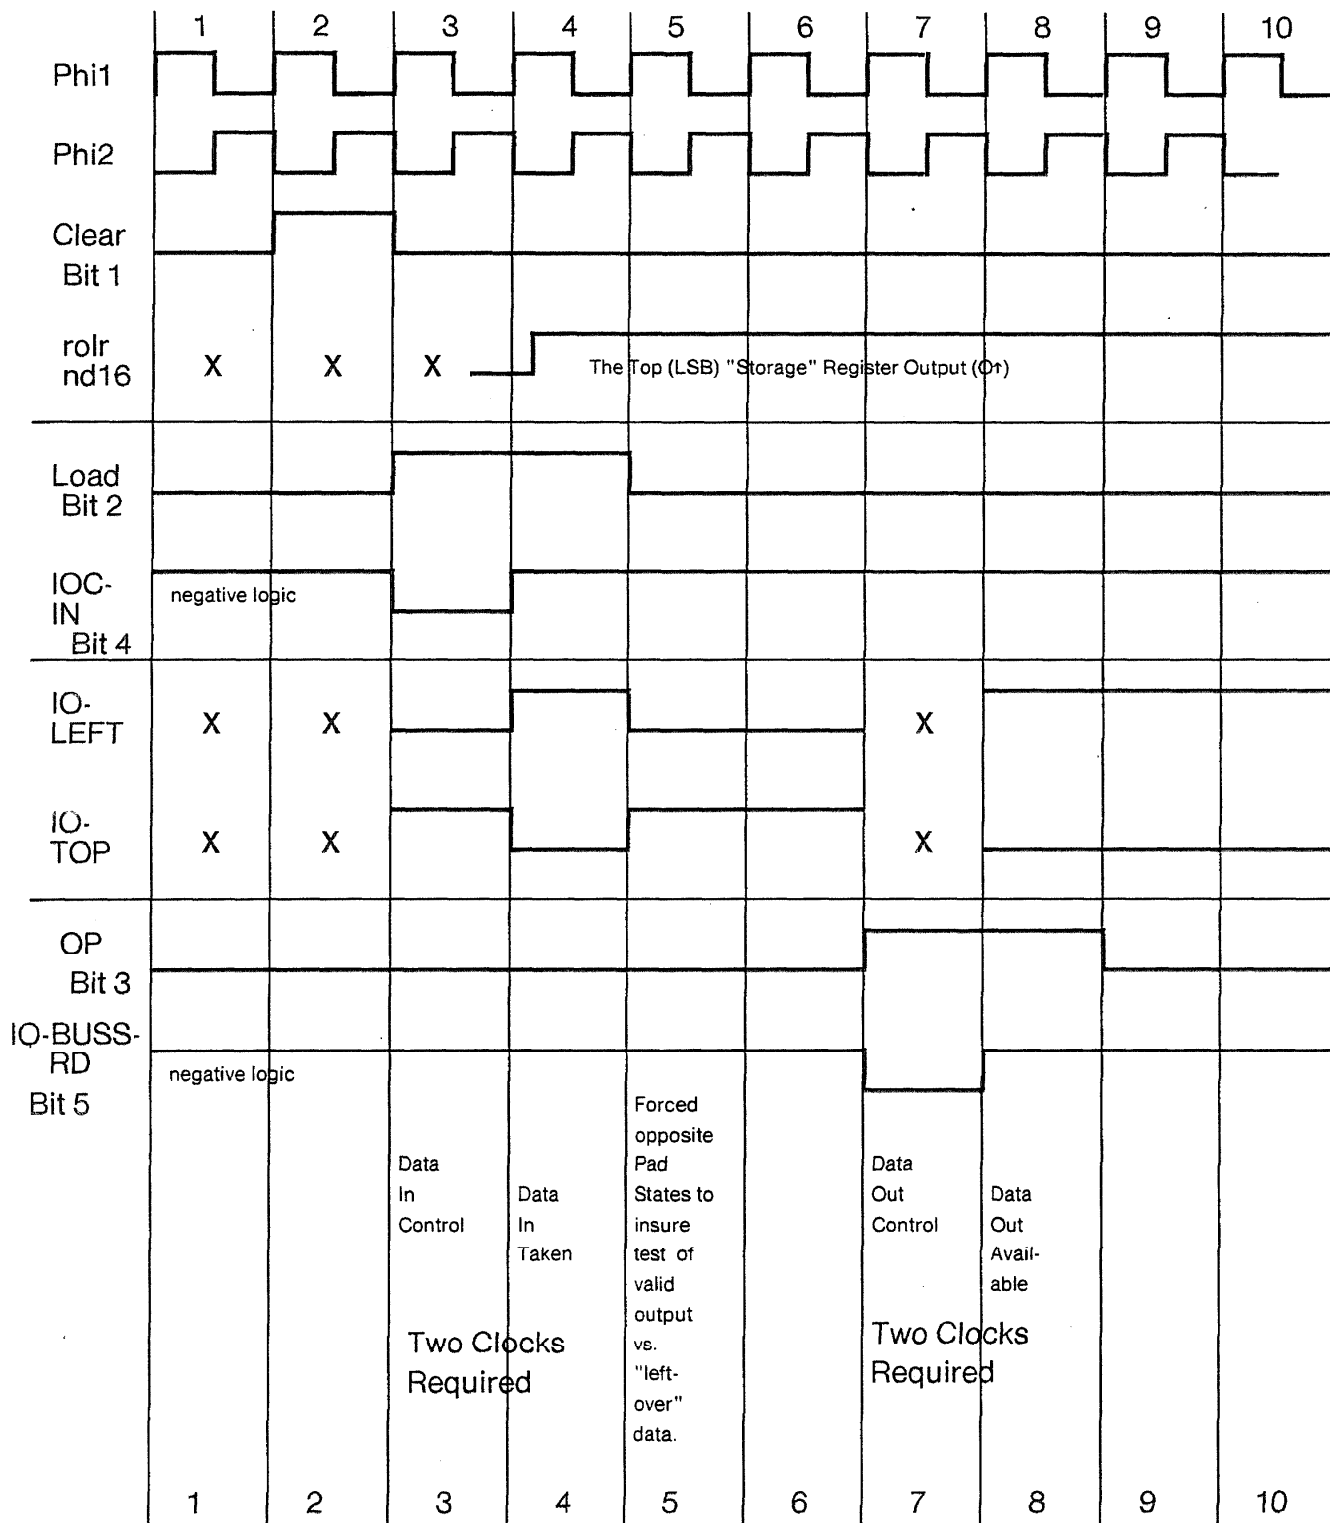 1 2 3 4 5 6 7 8 9 10
Phi1
Phi2
Clear
Bit 1
rolr
nd16
X X X
The Top (LSB) "Storage" Register Output (O↑)
Load
Bit 2
IOC-
IN
Bit 4
negative logic
IO-
LEFT
X X X
IO-
TOP
X X X
OP
Bit 3
IO-BUSS-
RD
Bit 5
negative logic
Data
In
Control
Data
In
Taken
Two Clocks
Required
Forced
opposite
Pad
States to
insure
test of
valid
output
vs.
"left-
over"
data.
Data
Out
Control
Data
Out
Avail-
able
Two Clocks
Required
1 2 3 4 5 6 7 8 9 10